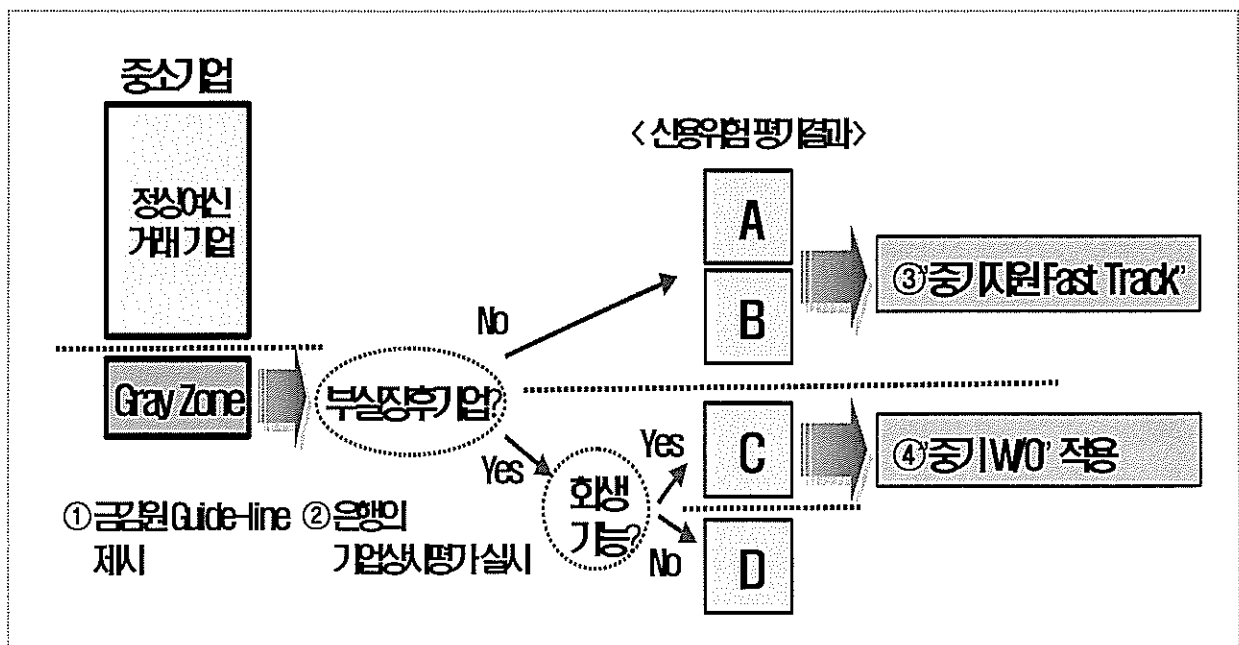 중소기업
정상여신
거래 기업
Gray Zone
① 금감원 Guide-line
제시
부실징후기업?
② 은행의
기업상시평가 실시
No
Yes
회생
가능?
Yes
No
< 신용위험 평가결과 >
A
B
C
D
③ "중기지원 Fast Track"
④ "중기 W/O" 적용